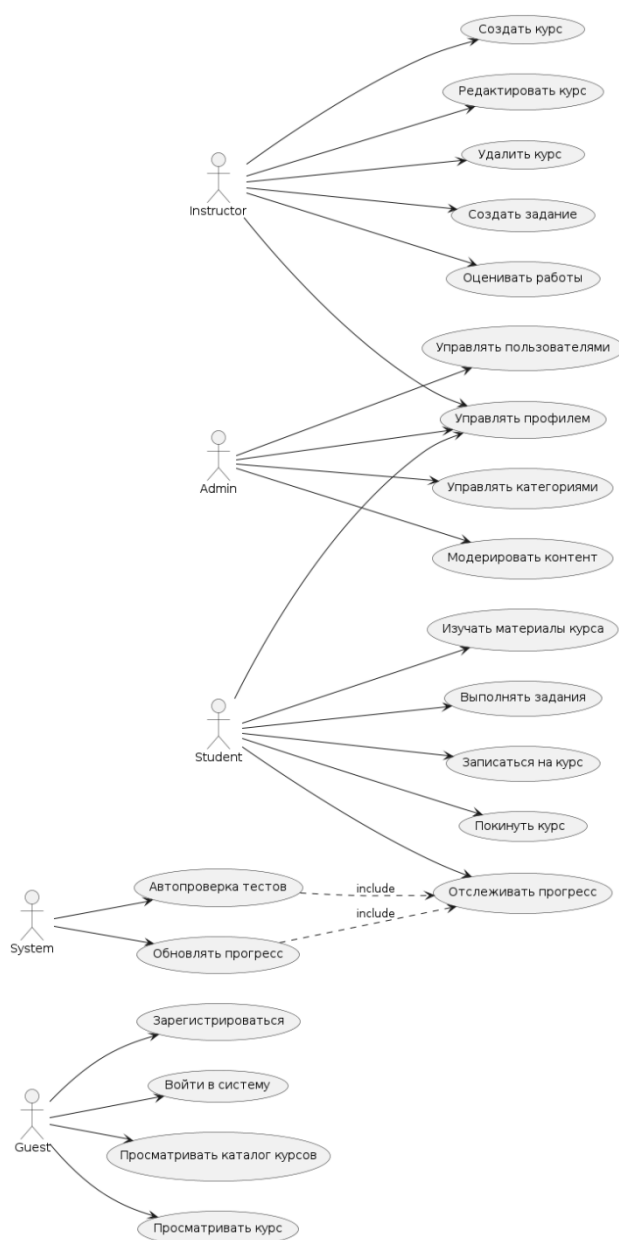 Создать курс
Редактировать курс
Удалить курс
Instructor
Создать задание
Оценивать работы
Управлять пользователями
Управлять профилем
Admin
Управлять категориями
Модерировать контент
Изучать материалы курса
Выполнять задания
Student
Записаться на курс
Покинуть курс
Автопроверка тестов
include
Отслеживать прогресс
include
System
Обновлять прогресс
Зарегистрироваться
Войти в систему
Guest
Просматривать каталог курсов
Просматривать курс